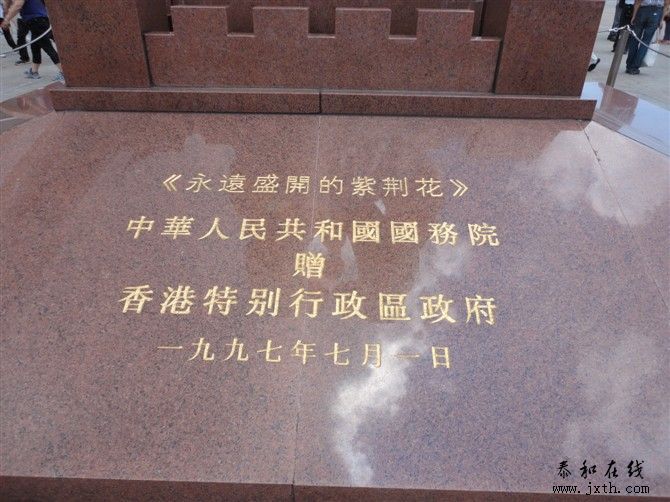 《永遠盛開的紫荆花》
中華人民共和國國務院
贈
香港特别行政區政府
一九九七年七月一日
泰和在线
www.jxth.com